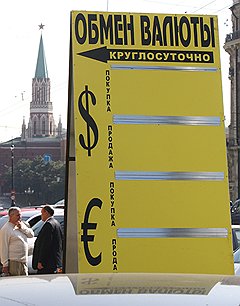 ОБМЕН ВАЛЮТЫ
КРУГЛОСУТОЧНО
ПОКУПКА
$
ПРОДАЖА
ПОКУПКА
€
ПРОДА